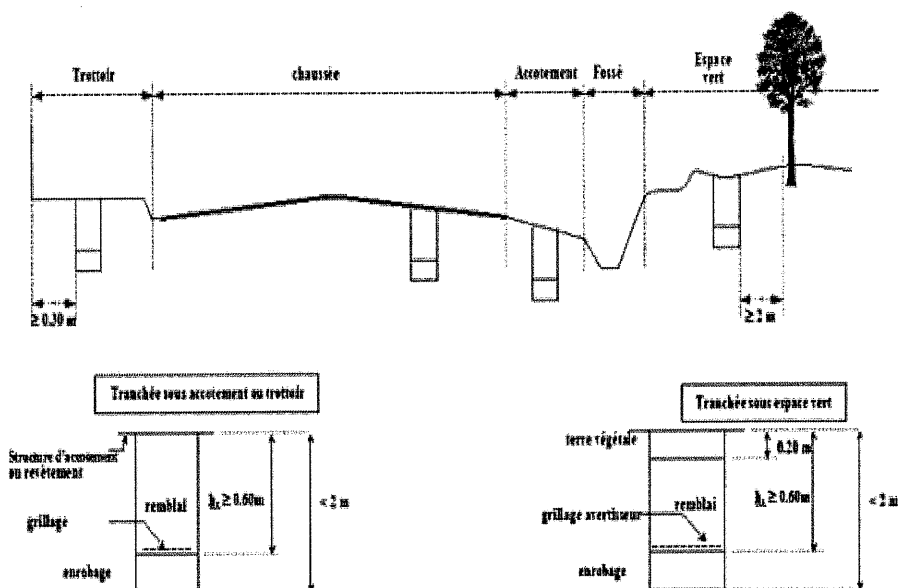 Trottoir
chaussée
Accotement
Fossé
Espace
vert
≥ 0.30 m
≥ 2 m
Tranchée sous accotement ou trottoir
Structure d'accotement
ou revêtement
remblai
grillage
enrobage
h ≥ 0.60m
< 2 m
Tranchée sous espace vert
terre végétale
0.20 m
remblai
grillage avertisseur
enrobage
h ≥ 0.60m
< 2 m